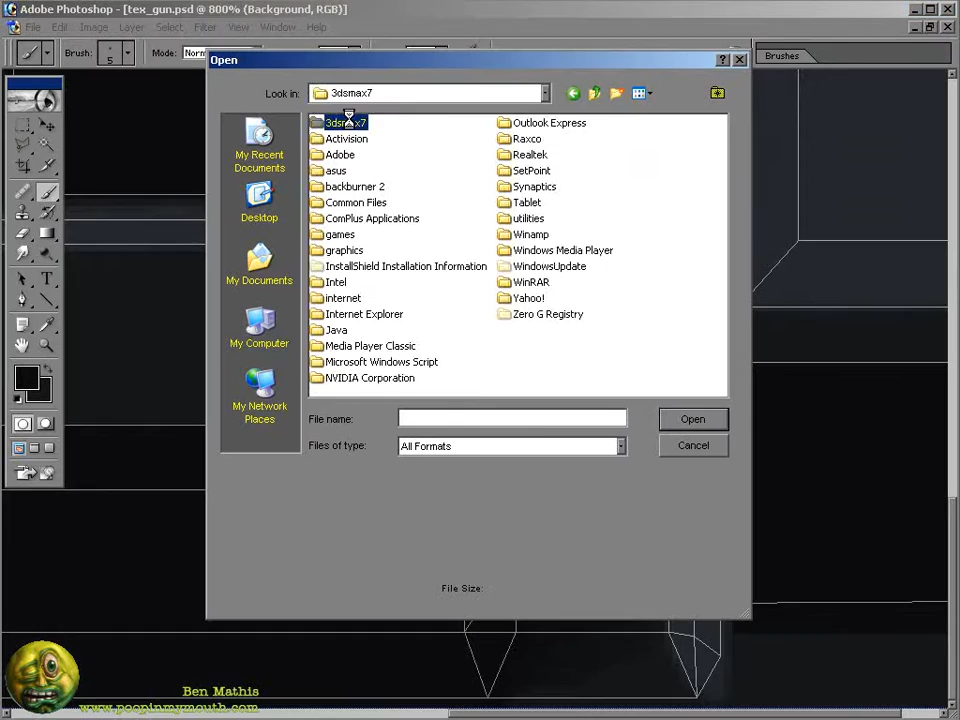 Adobe Photoshop - [tex_gun.psd @ 800% (Background, RGB)]
File Edit Image Layer Select Filter View Window Help
Brush: 5 Mode:
Brushes
Open
Look in: 3dsmax7
My Recent
Documents
Desktop
My Documents
My Computer
My Network
Places
3dsmax7
Activision
Adobe
asus
backburner 2
Common Files
ComPlus Applications
games
graphics
InstallShield Installation Information
Intel
internet
Internet Explorer
Java
Media Player Classic
Microsoft Windows Script
NVIDIA Corporation
Outlook Express
Raxco
Realtek
SetPoint
Synaptics
Tablet
utilities
Winamp
Windows Media Player
WindowsUpdate
WinRAR
Yahoo!
Zero G Registry
File name: Open
Files of type: All Formats Cancel
File Size:
Ben Mathis
www.poopinmymouth.com